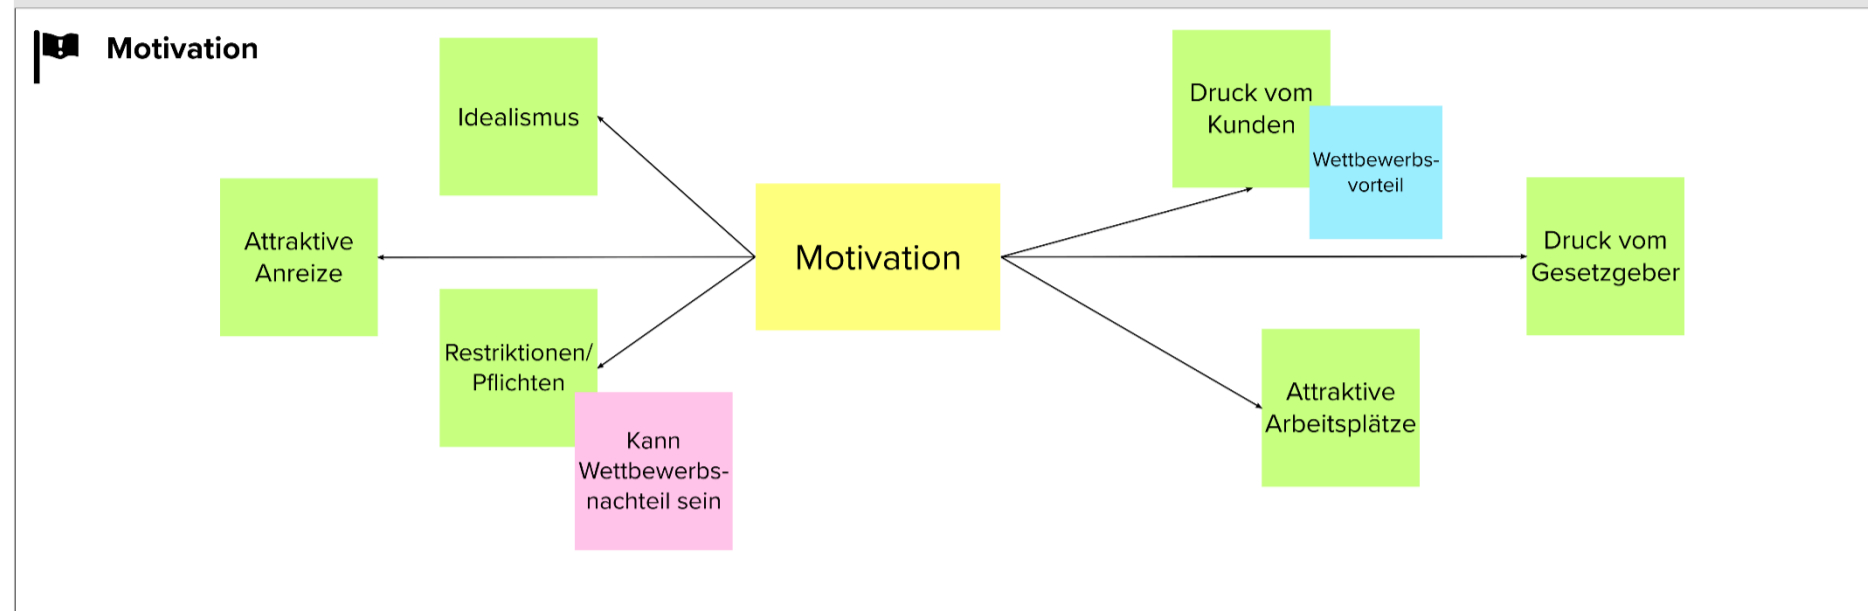 Motivation
Idealismus
Attraktive
Anreize
Restriktionen/
Pflichten
Kann
Wettbewerbs-
nachteil sein
Motivation
Druck vom
Kunden
Wettbewerbs-
vorteil
Druck vom
Gesetzgeber
Attraktive
Arbeitsplätze